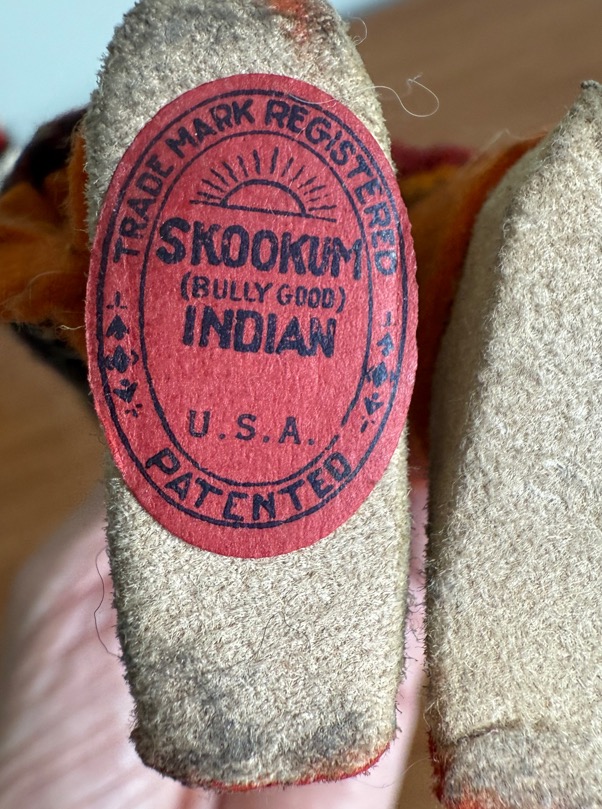 TRADE MARK REGISTERED
SKOOKUM
(BULLY GOOD)
INDIAN
U.S.A.
PATENTED